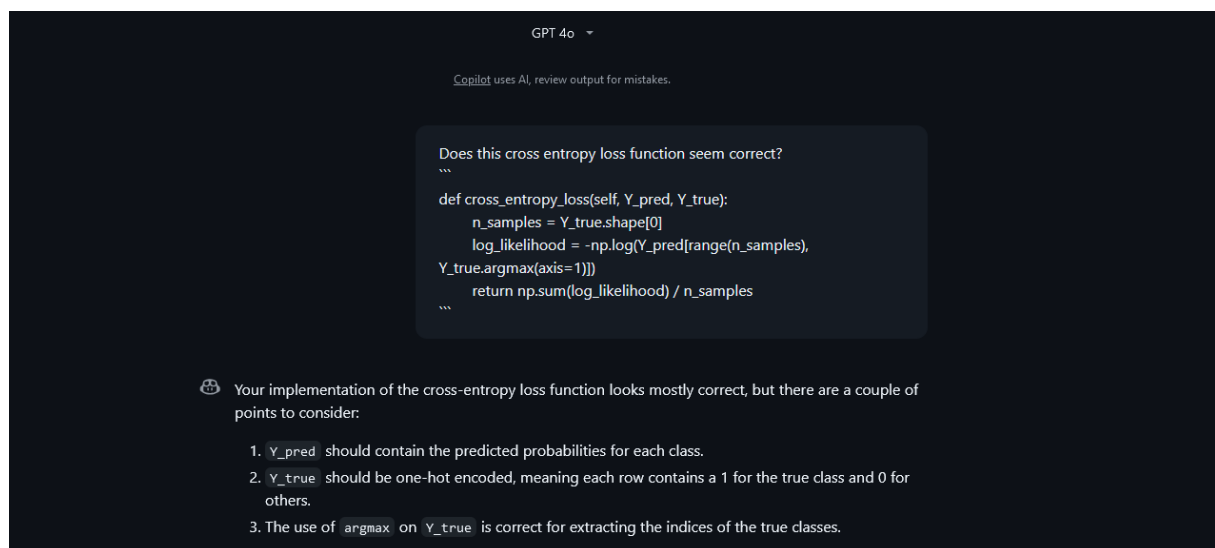 GPT 4o
Copilot uses AI, review output for mistakes.
Does this cross entropy loss function seem correct?
```
def cross_entropy_loss(self, Y_pred, Y_true):
n_samples = Y_true.shape[0]
log_likelihood = -np.log(Y_pred[range(n_samples),
Y_true.argmax(axis=1)])
return np.sum(log_likelihood) / n_samples
```
Your implementation of the cross-entropy loss function looks mostly correct, but there are a couple of
points to consider:
1. Y_pred should contain the predicted probabilities for each class.
2. Y_true should be one-hot encoded, meaning each row contains a 1 for the true class and 0 for
others.
3. The use of argmax on Y_true is correct for extracting the indices of the true classes.